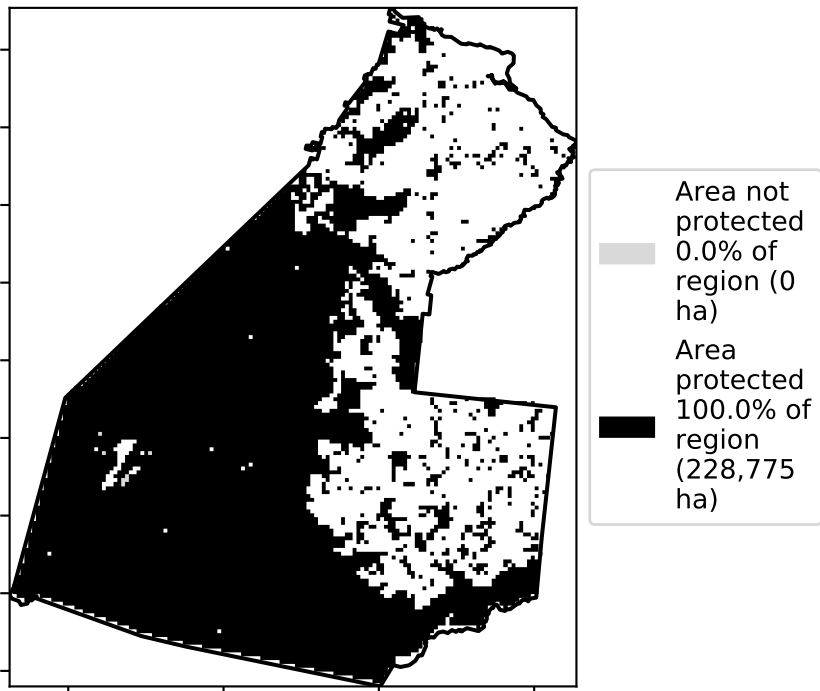 Area not
protected
0.0% of
region (0
ha)
Area
protected
100.0% of
region
(228,775
ha)